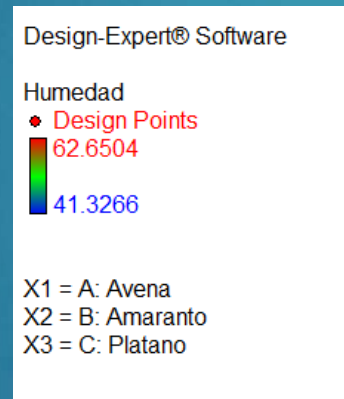 Design-Expert® Software
Humedad
Design Points
62.6504
41.3266
X1 = A: Avena
X2 = B: Amaranto
X3 = C: Platano